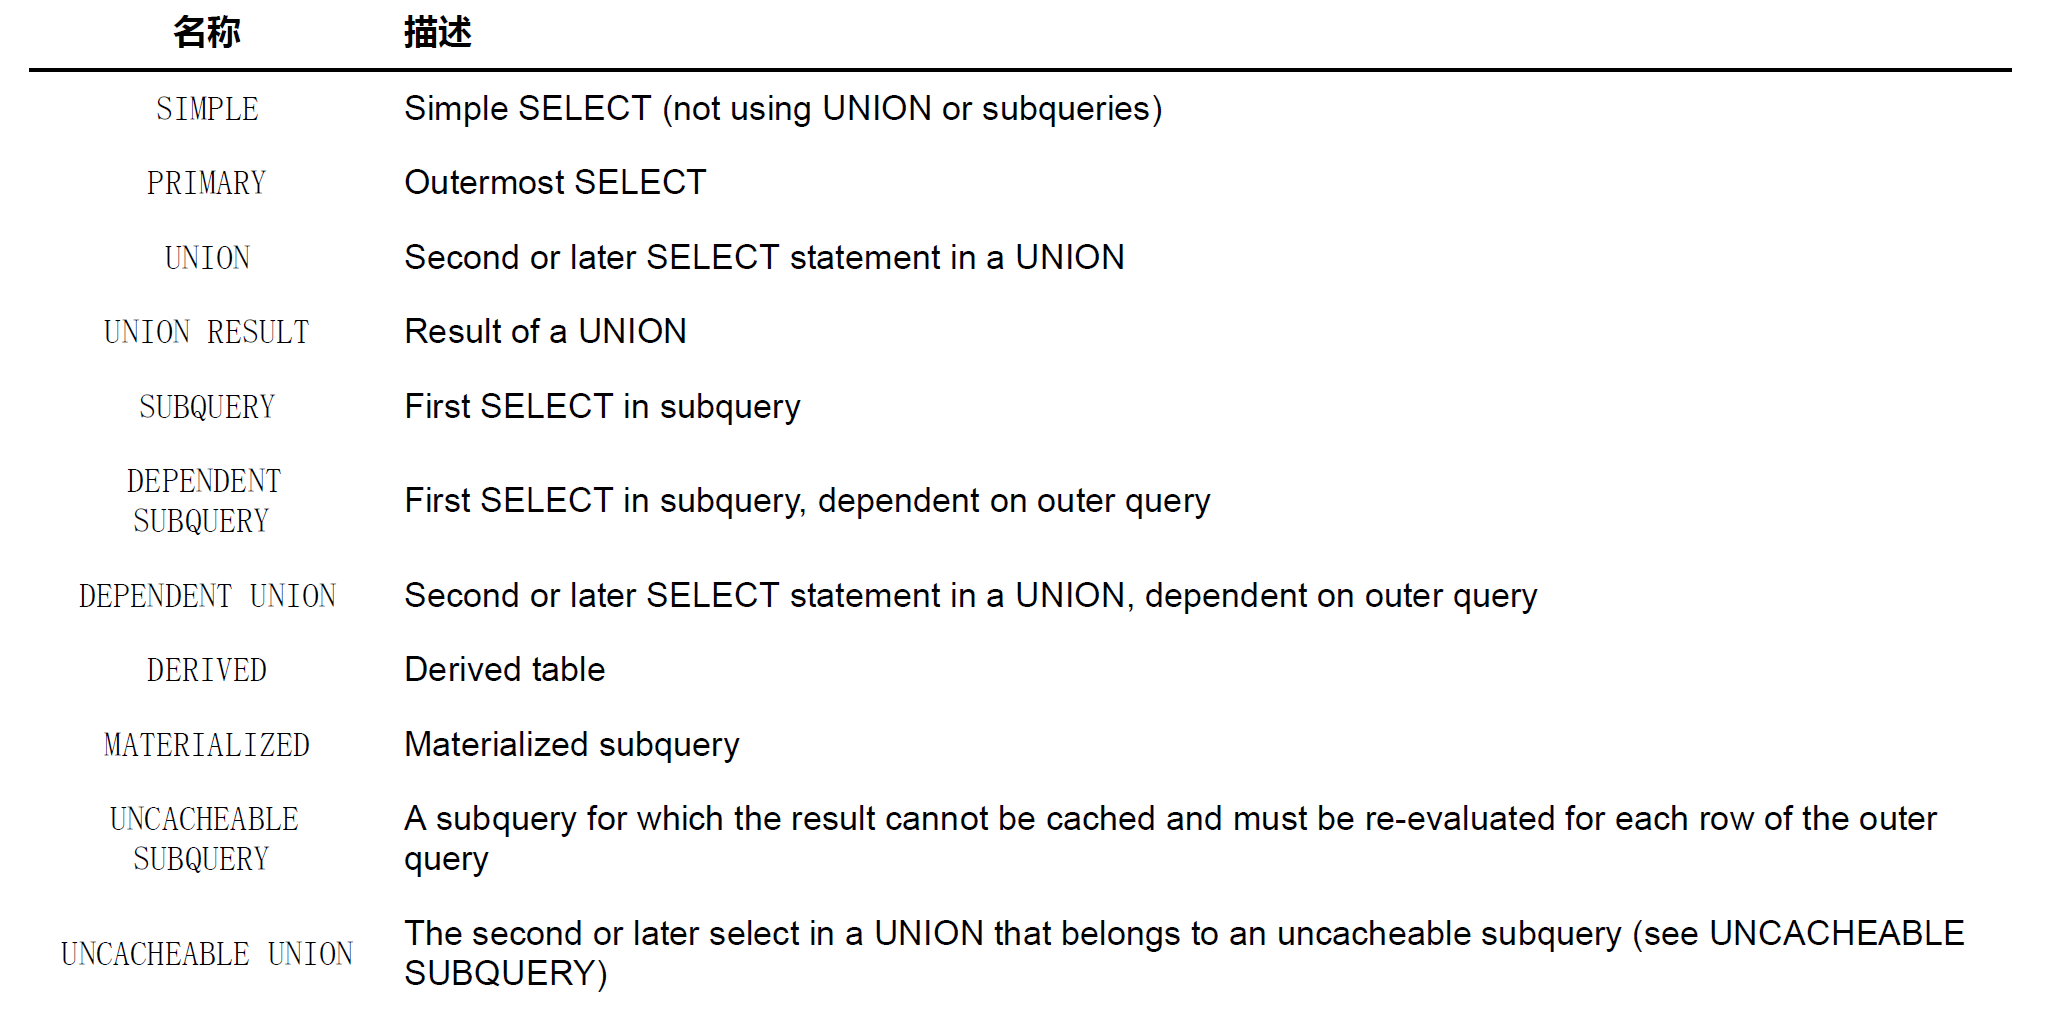 名称 描述
SIMPLE Simple SELECT (not using UNION or subqueries)
PRIMARY Outermost SELECT
UNION Second or later SELECT statement in a UNION
UNION RESULT Result of a UNION
SUBQUERY First SELECT in subquery
DEPENDENT
SUBQUERY
First SELECT in subquery, dependent on outer query
DEPENDENT UNION Second or later SELECT statement in a UNION, dependent on outer query
DERIVED Derived table
MATERIALIZED Materialized subquery
UNCACHEABLE
SUBQUERY
A subquery for which the result cannot be cached and must be re-evaluated for each row of the outer
query
UNCACHEABLE UNION
The second or later select in a UNION that belongs to an uncacheable subquery (see UNCACHEABLE
SUBQUERY)